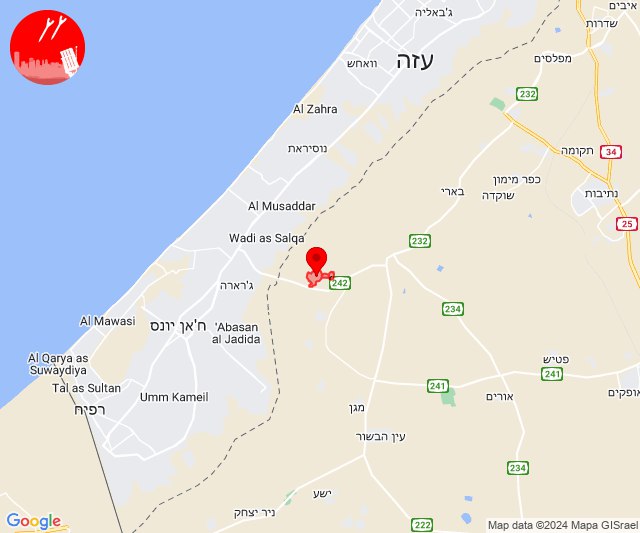 איבים
ג'באליה
שדרות
עזה
וואחש
מפלסים
232
Al Zahra
נוסיראת
תקומה
34
כפר מימון
שוקדה
בארי
נתיבות
Al Musaddar
25
Wadi as Salqa
232
ג'רארה
242
234
Al Mawasi
ח'אן יונס
'Abasan
al Jadida
Al Qarya as
Suwaydiya
פטיש
241
Tal as Sultan
241
אופקים
Umm Kameil
אורים
רפיח
מגן
עין הבשור
234
ישע
ניר יצחק
222
Google
Map data ©2024 Mapa GISrael